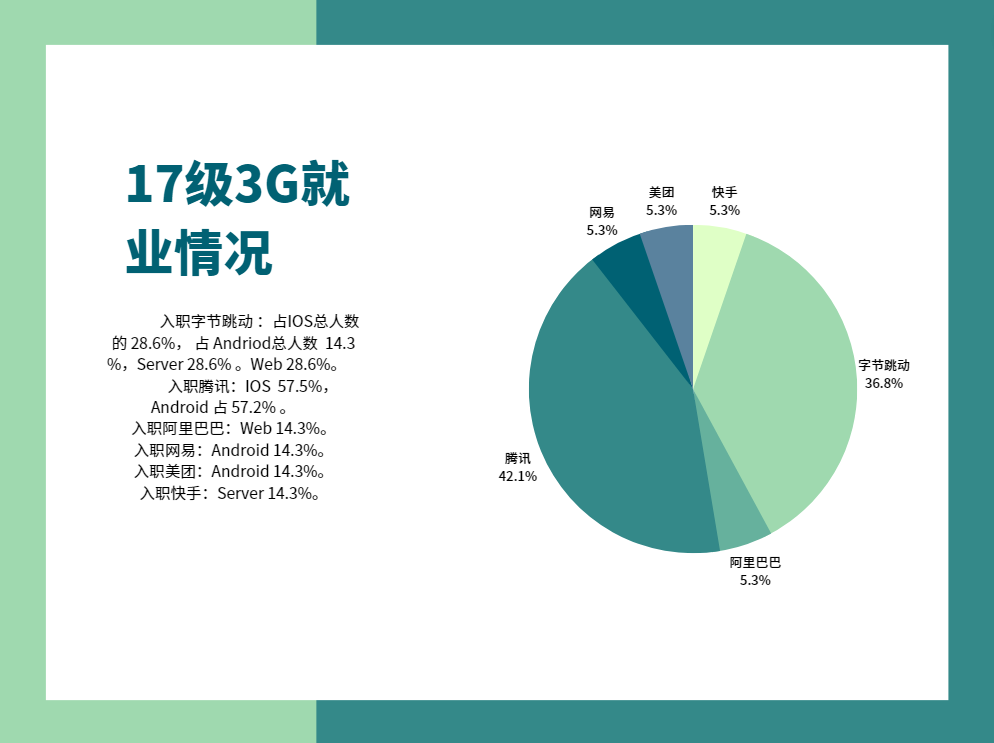 17级3G就
业情况
入职字节跳动 ：占IOS总人数
的 28.6%， 占 Andriod总人数 14.3
%，Server 28.6% 。Web 28.6%。
入职腾讯：IOS 57.5%，
Android 占 57.2% 。
入职阿里巴巴：Web 14.3%。
入职网易：Android 14.3%。
入职美团：Android 14.3%。
入职快手：Server 14.3%。
美团
5.3%
快手
5.3%
网易
5.3%
字节跳动
36.8%
腾讯
42.1%
阿里巴巴
5.3%